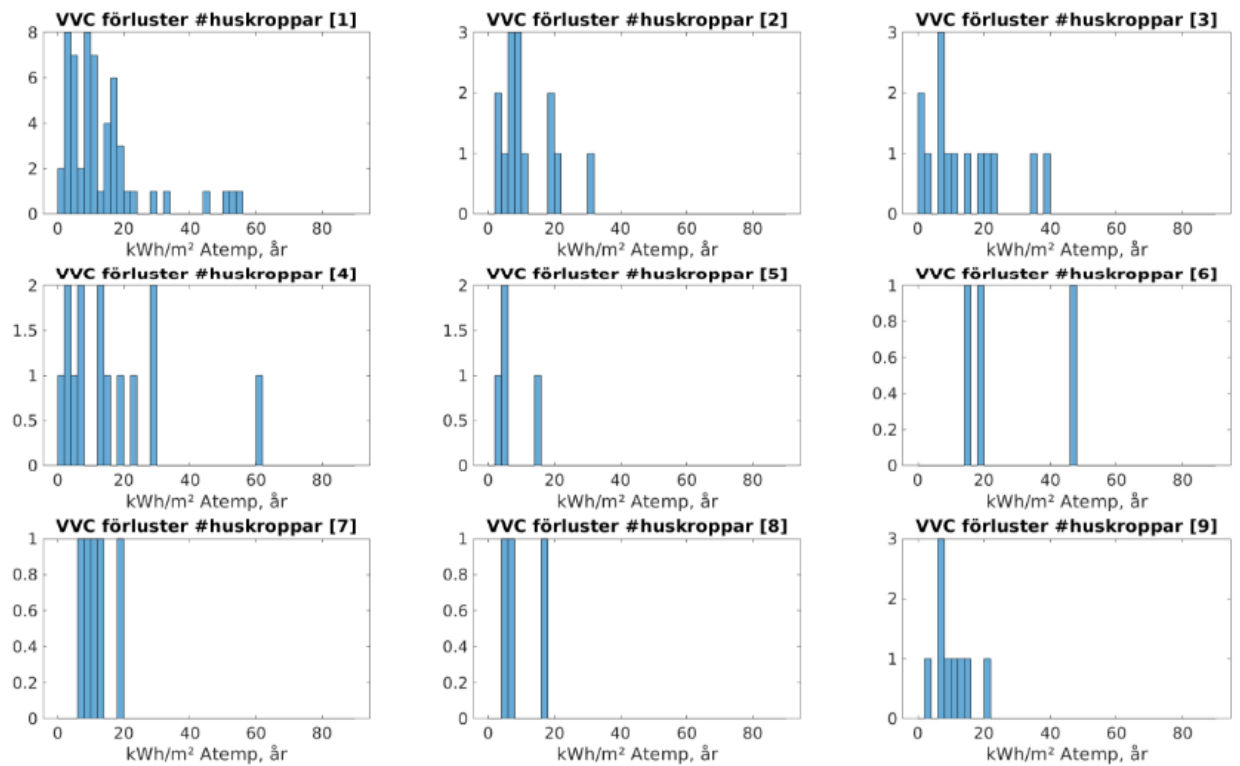 VVC förluster #huskroppar [1]
8
6
4
2
0
0 20 40 60 80
kWh/m² Atemp, år
VVC förluster #huskroppar [2]
3
2
1
0
0 20 40 60 80
kWh/m² Atemp, år
VVC förluster #huskroppar [3]
3
2
1
0
0 20 40 60 80
kWh/m² Atemp, år
VVC förluster #huskroppar [4]
2
1.5
1
0.5
0
0 20 40 60 80
kWh/m² Atemp, år
VVC förluster #huskroppar [5]
2
1.5
1
0.5
0
0 20 40 60 80
kWh/m² Atemp, år
VVC förluster #huskroppar [6]
1
0.8
0.6
0.4
0.2
0
0 20 40 60 80
kWh/m² Atemp, år
VVC förluster #huskroppar [7]
1
0.8
0.6
0.4
0.2
0
0 20 40 60 80
kWh/m² Atemp, år
VVC förluster #huskroppar [8]
1
0.8
0.6
0.4
0.2
0
0 20 40 60 80
kWh/m² Atemp, år
VVC förluster #huskroppar [9]
3
2
1
0
0 20 40 60 80
kWh/m² Atemp, år